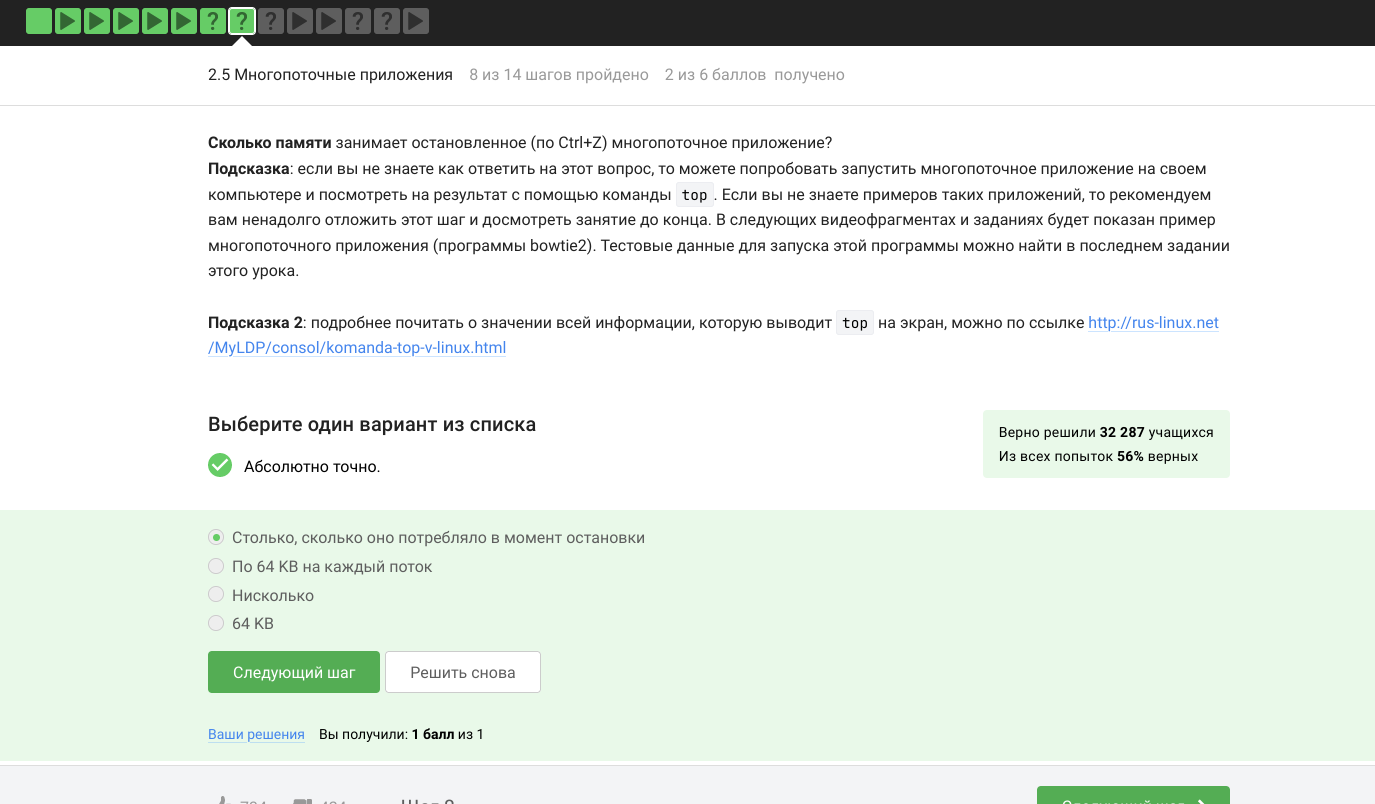 ? ? ? ? ?
2.5 Многопоточные приложения 8 из 14 шагов пройдено 2 из 6 баллов получено
Сколько памяти занимает остановленное (по Ctrl+Z) многопоточное приложение?
Подсказка: если вы не знаете как ответить на этот вопрос, то можете попробовать запустить многопоточное приложение на своем
компьютере и посмотреть на результат с помощью команды top. Если вы не знаете примеров таких приложений, то рекомендуем
вам ненадолго отложить этот шаг и досмотреть занятие до конца. В следующих видеофрагментах и заданиях будет показан пример
многопоточного приложения (программы bowtie2). Тестовые данные для запуска этой программы можно найти в последнем задании
этого урока.
Подсказка 2: подробнее почитать о значении всей информации, которую выводит top на экран, можно по ссылке http://rus-linux.net
/MyLDP/consol/komanda-top-v-linux.html
Выберите один вариант из списка
Абсолютно точно.
Верно решили 32 287 учащихся
Из всех попыток 56% верных
Столько, сколько оно потребляло в момент остановки
По 64 KB на каждый поток
Нисколько
64 KB
Следующий шаг Решить снова
Ваши решения Вы получили: 1 балл из 1